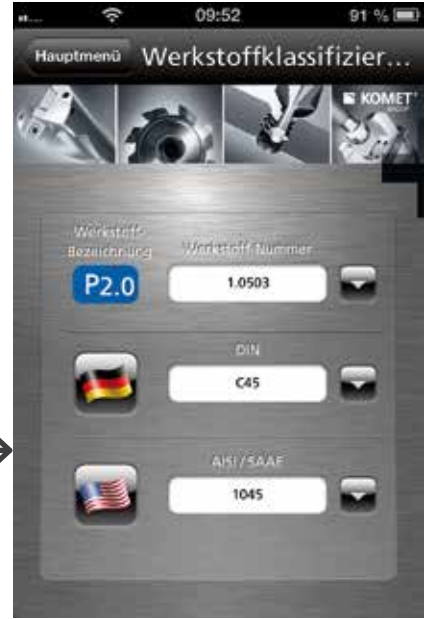 09:52
91 %
Hauptmenü
Werkstoffklassifizier...
KOMET
GROUP
Werkstoff-
Bezeichnung
Werkstoff-Nummer
P2.0
1.0503
DIN
C45
AISI / SAAE
1045